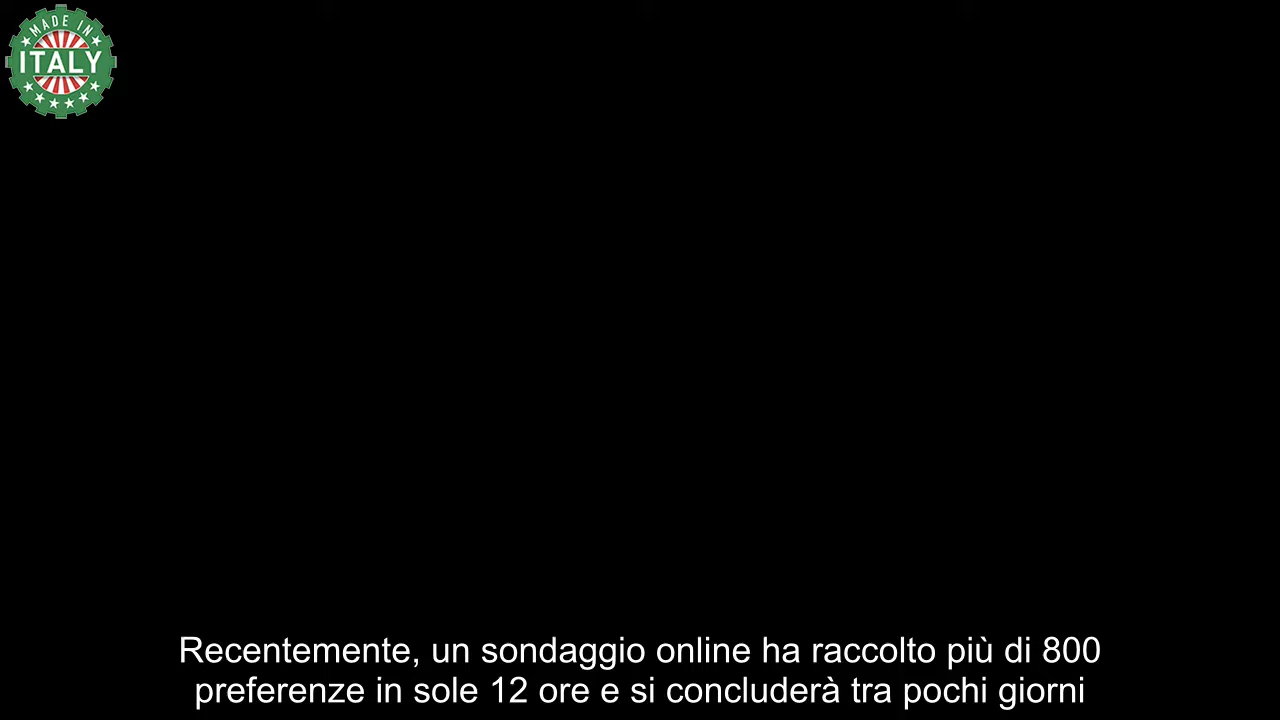 MADE IN
ITALY
Recentemente, un sondaggio online ha raccolto più di 800
preferenze in sole 12 ore e si concluderà tra pochi giorni